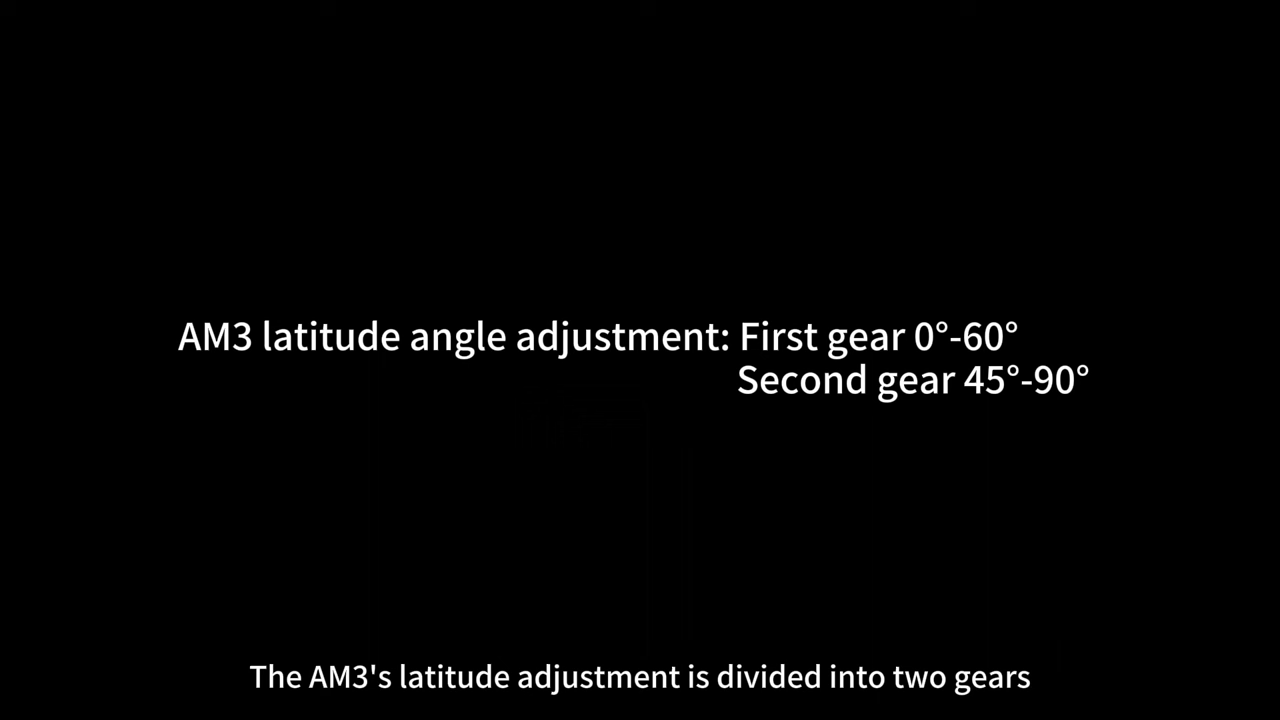 AM3 latitude angle adjustment: First gear 0°-60°
Second gear 45°-90°
The AM3's latitude adjustment is divided into two gears